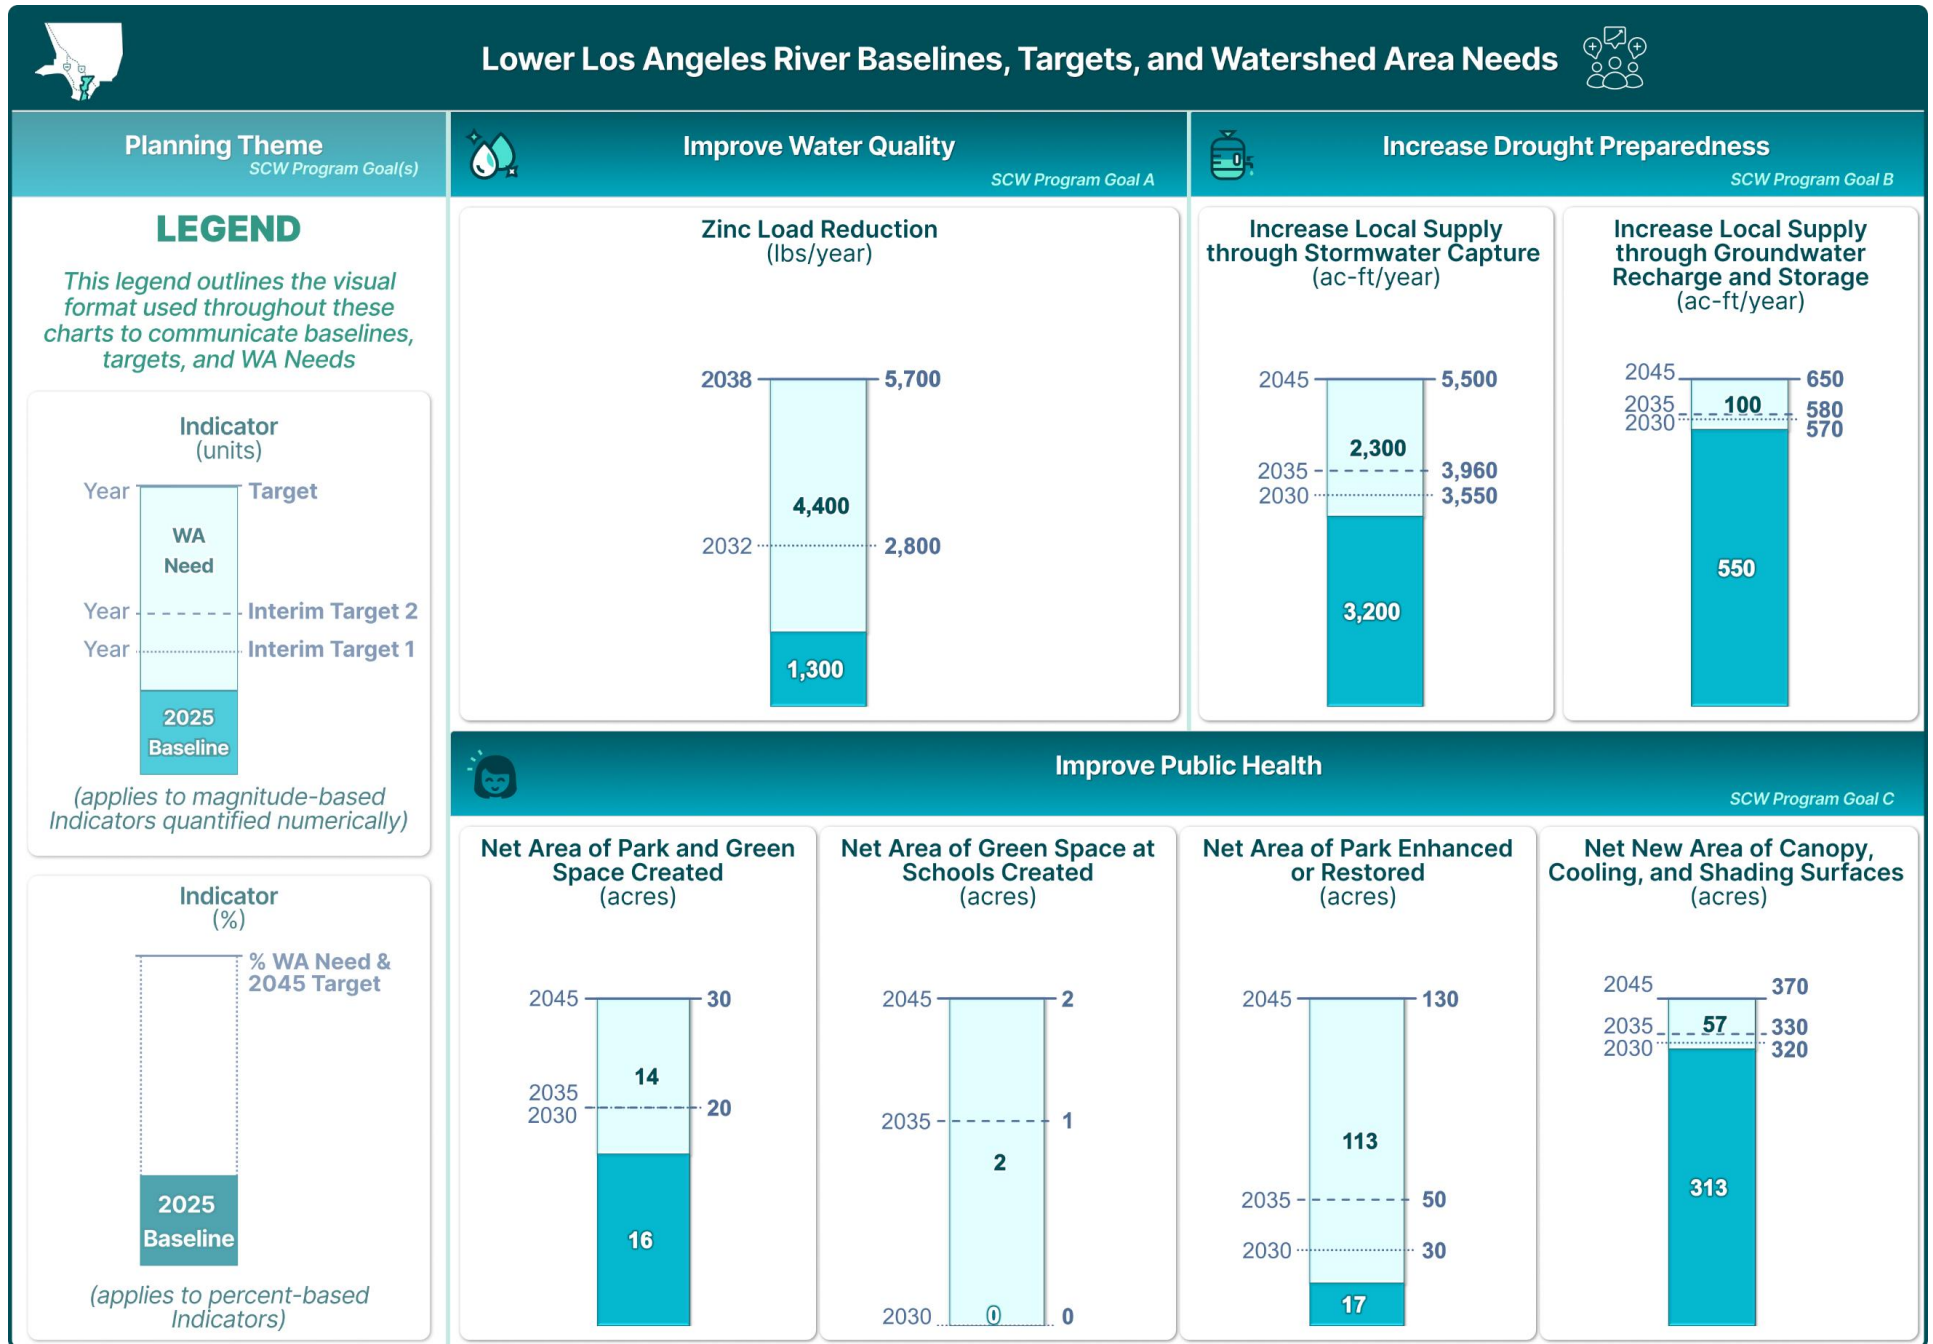 Lower Los Angeles River Baselines, Targets, and Watershed Area Needs
Planning Theme
SCW Program Goal(s)
LEGEND
This legend outlines the visual
format used throughout these
charts to communicate baselines,
targets, and WA Needs
Indicator
(units)
Year
Target
WA
Need
Year
Interim Target 2
Year
Interim Target 1
2025
Baseline
(applies to magnitude-based
Indicators quantified numerically)
Indicator
(%)
% WA Need &
2045 Target
2025
Baseline
(applies to percent-based
Indicators)
Improve Water Quality
SCW Program Goal A
Zinc Load Reduction
(lbs/year)
2038
5,700
4,400
2032
2,800
1,300
Increase Drought Preparedness
SCW Program Goal B
Increase Local Supply
through Stormwater Capture
(ac-ft/year)
2045
5,500
2,300
2035
3,960
2030
3,550
3,200
Increase Local Supply
through Groundwater
Recharge and Storage
(ac-ft/year)
2045
650
100
2035
580
2030
570
550
Improve Public Health
SCW Program Goal C
Net Area of Park and Green
Space Created
(acres)
2045
30
14
2035
2030
20
16
Net Area of Green Space at
Schools Created
(acres)
2045
2
2035
1
2
2030
0
0
Net Area of Park Enhanced
or Restored
(acres)
2045
130
113
2035
50
2030
30
17
Net New Area of Canopy,
Cooling, and Shading Surfaces
(acres)
2045
370
57
2035
330
2030
320
313